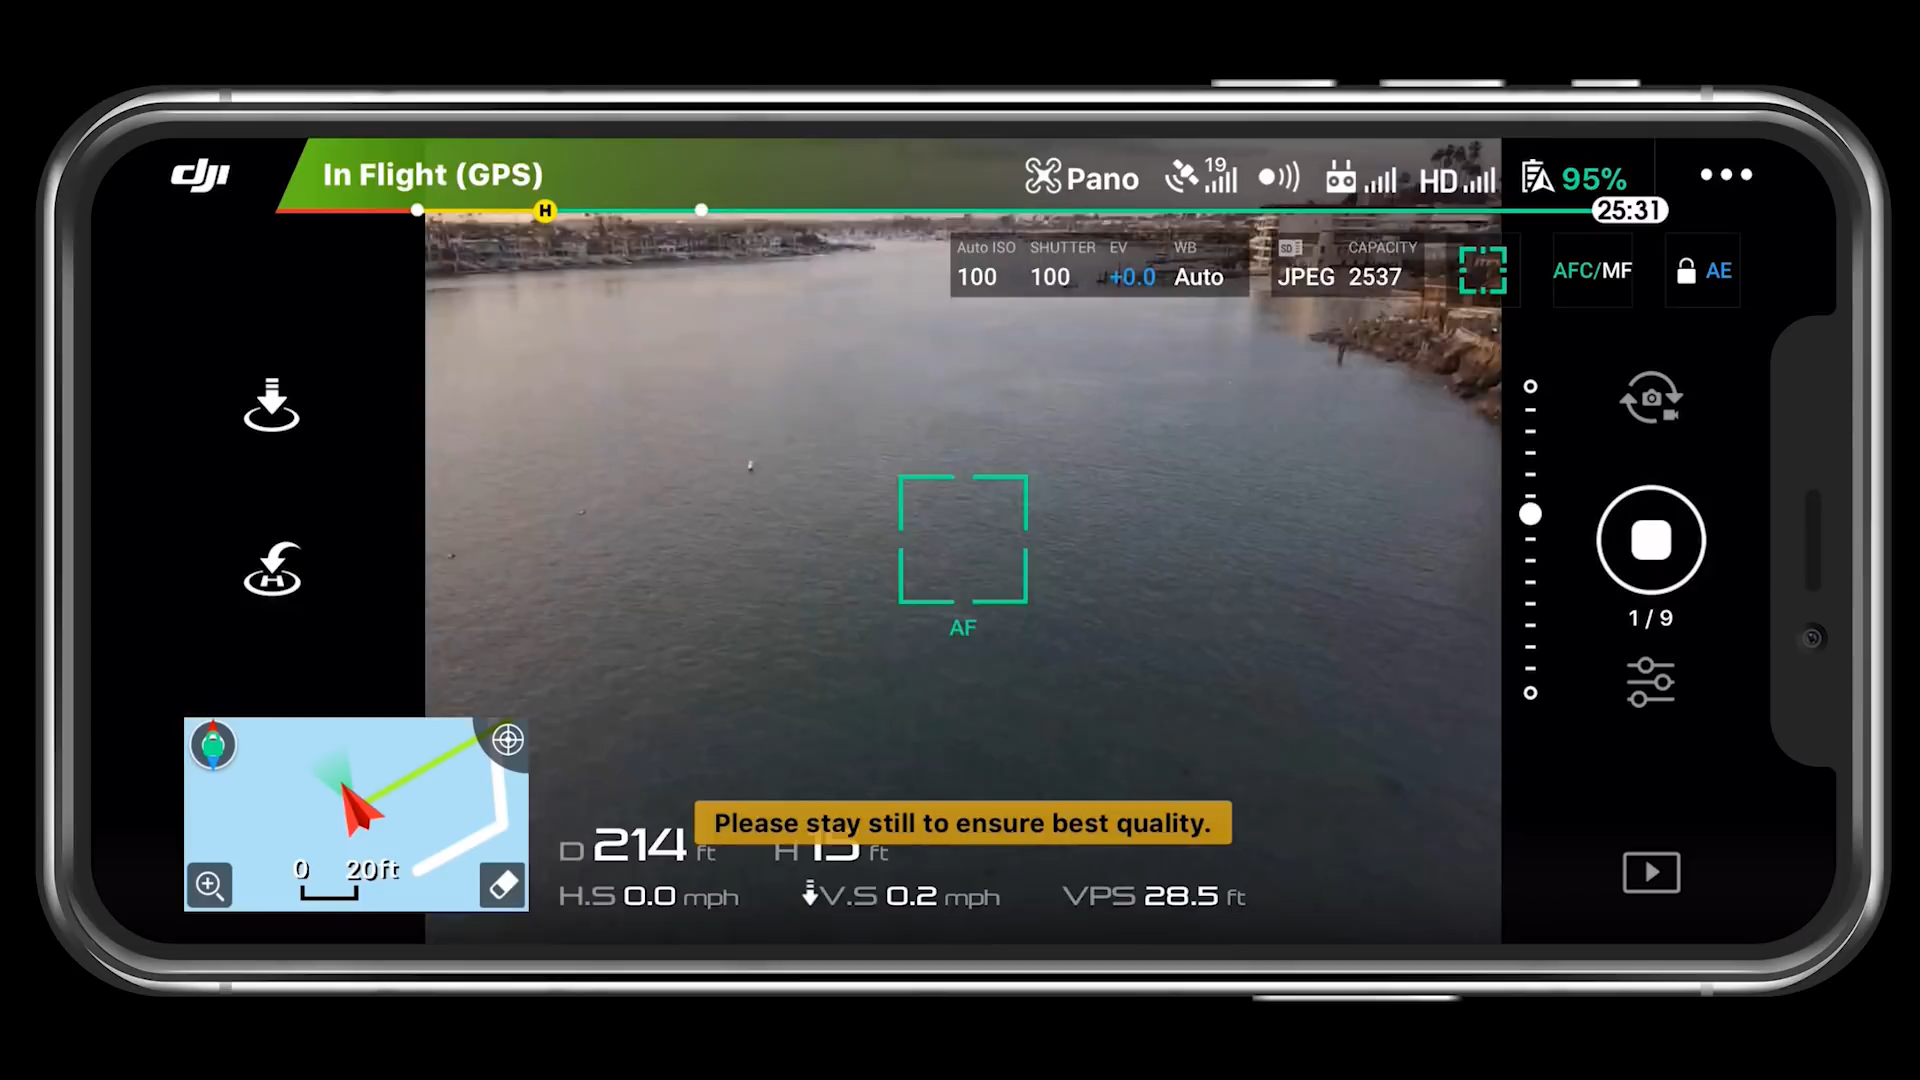 dji
In Flight (GPS)
Pano
19
HD
95%
25:31
H
Auto ISO SHUTTER EV WB
100 100 +0.0 Auto
SD CAPACITY
JPEG 2537
AFC/MF
AE
AF
1 / 9
H
0 20ft
Please stay still to ensure best quality.
D 214 ft H 15 ft
H.S 0.0 mph V.S 0.2 mph VPS 28.5 ft